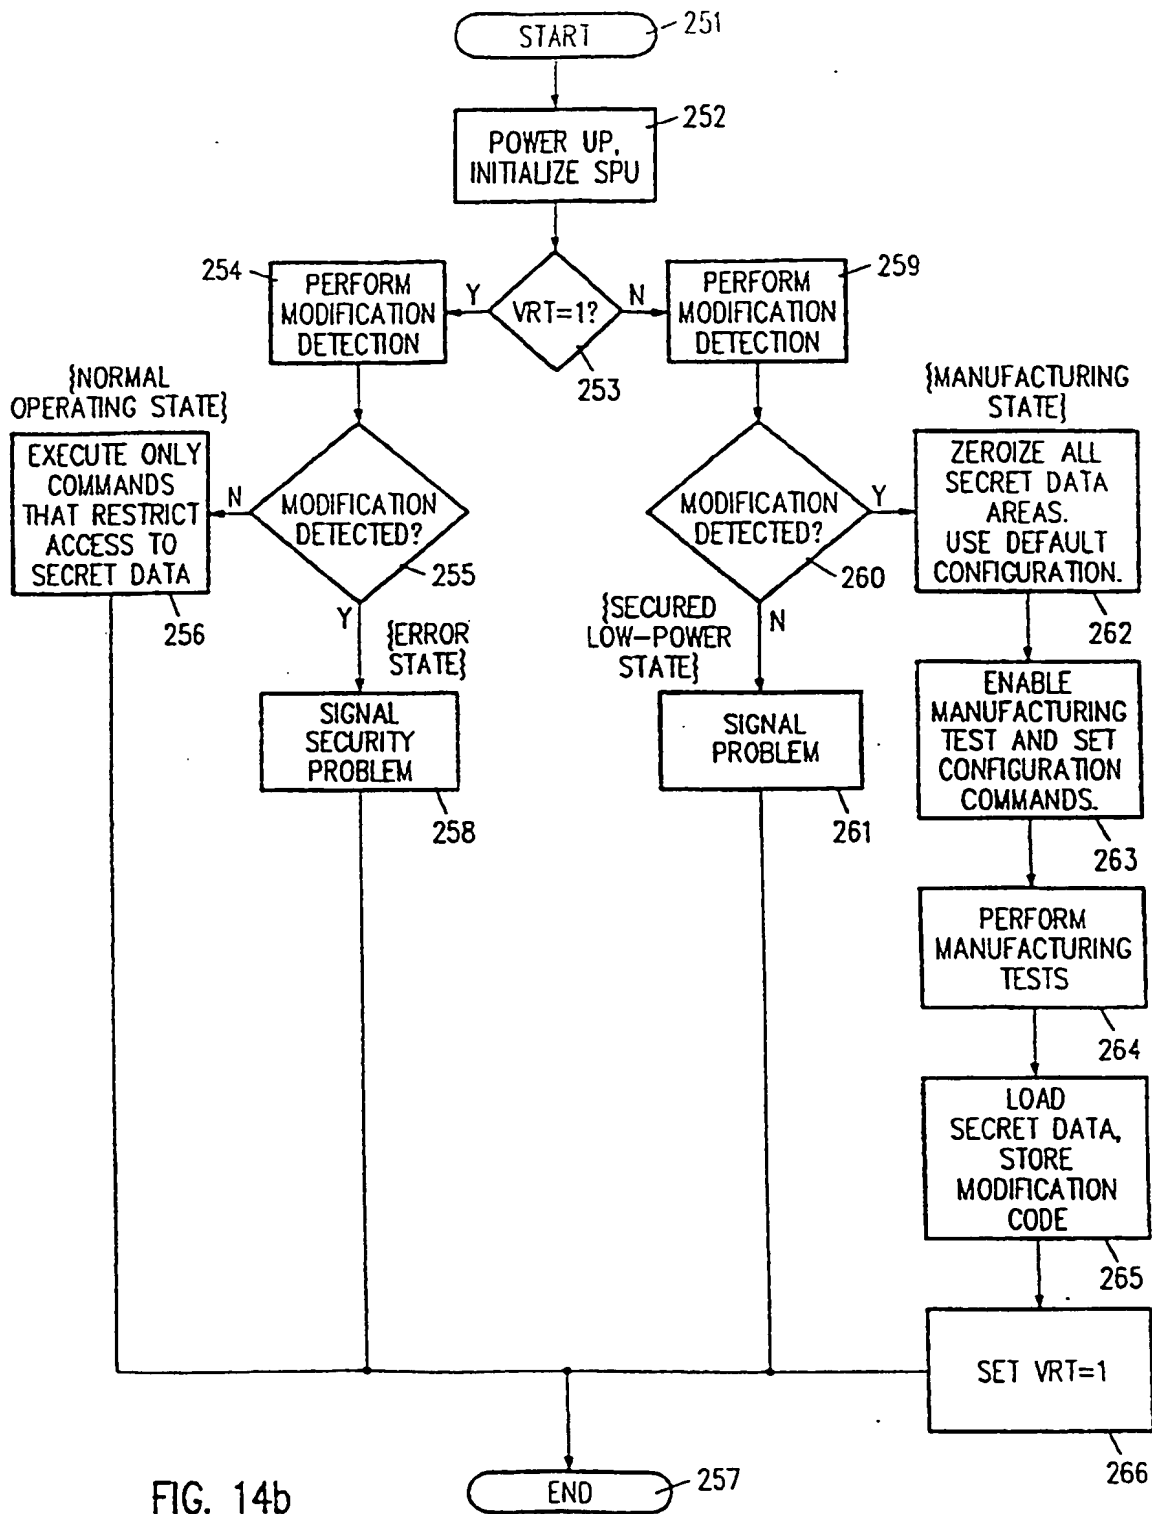 START
251
POWER UP,
INITIALIZE SPU
252
VRT=1?
253
Y
N
254
PERFORM
MODIFICATION
DETECTION
259
PERFORM
MODIFICATION
DETECTION
{NORMAL
OPERATING STATE}
EXECUTE ONLY
COMMANDS
THAT RESTRICT
ACCESS TO
SECRET DATA
256
N
MODIFICATION
DETECTED?
255
Y
{ERROR
STATE}
SIGNAL
SECURITY
PROBLEM
258
MODIFICATION
DETECTED?
260
Y
N
{SECURED
LOW-POWER
STATE}
SIGNAL
PROBLEM
261
{MANUFACTURING
STATE}
ZEROIZE ALL
SECRET DATA
AREAS.
USE DEFAULT
CONFIGURATION.
262
ENABLE
MANUFACTURING
TEST AND SET
CONFIGURATION
COMMANDS.
263
PERFORM
MANUFACTURING
TESTS
264
LOAD
SECRET DATA,
STORE
MODIFICATION
CODE
265
SET VRT=1
266
END
257
FIG. 14b